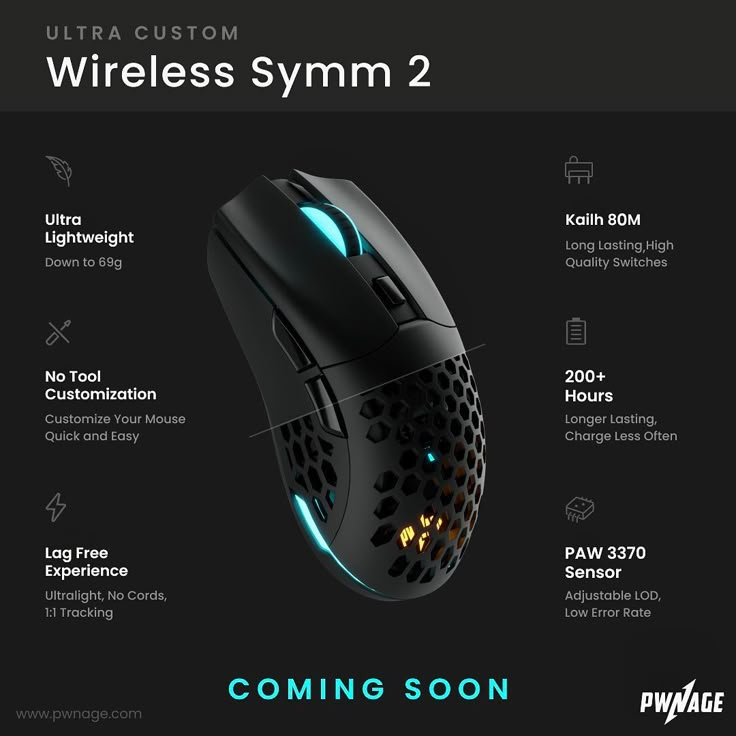 ULTRA CUSTOM
Wireless Symm 2
Ultra
Lightweight
Down to 69g
No Tool
Customization
Customize Your Mouse
Quick and Easy
Lag Free
Experience
Ultralight, No Cords,
1:1 Tracking
Kailh 80M
Long Lasting,High
Quality Switches
200+
Hours
Longer Lasting,
Charge Less Often
PAW 3370
Sensor
Adjustable LOD,
Low Error Rate
COMING SOON
www.pwnage.com
PWNAGE